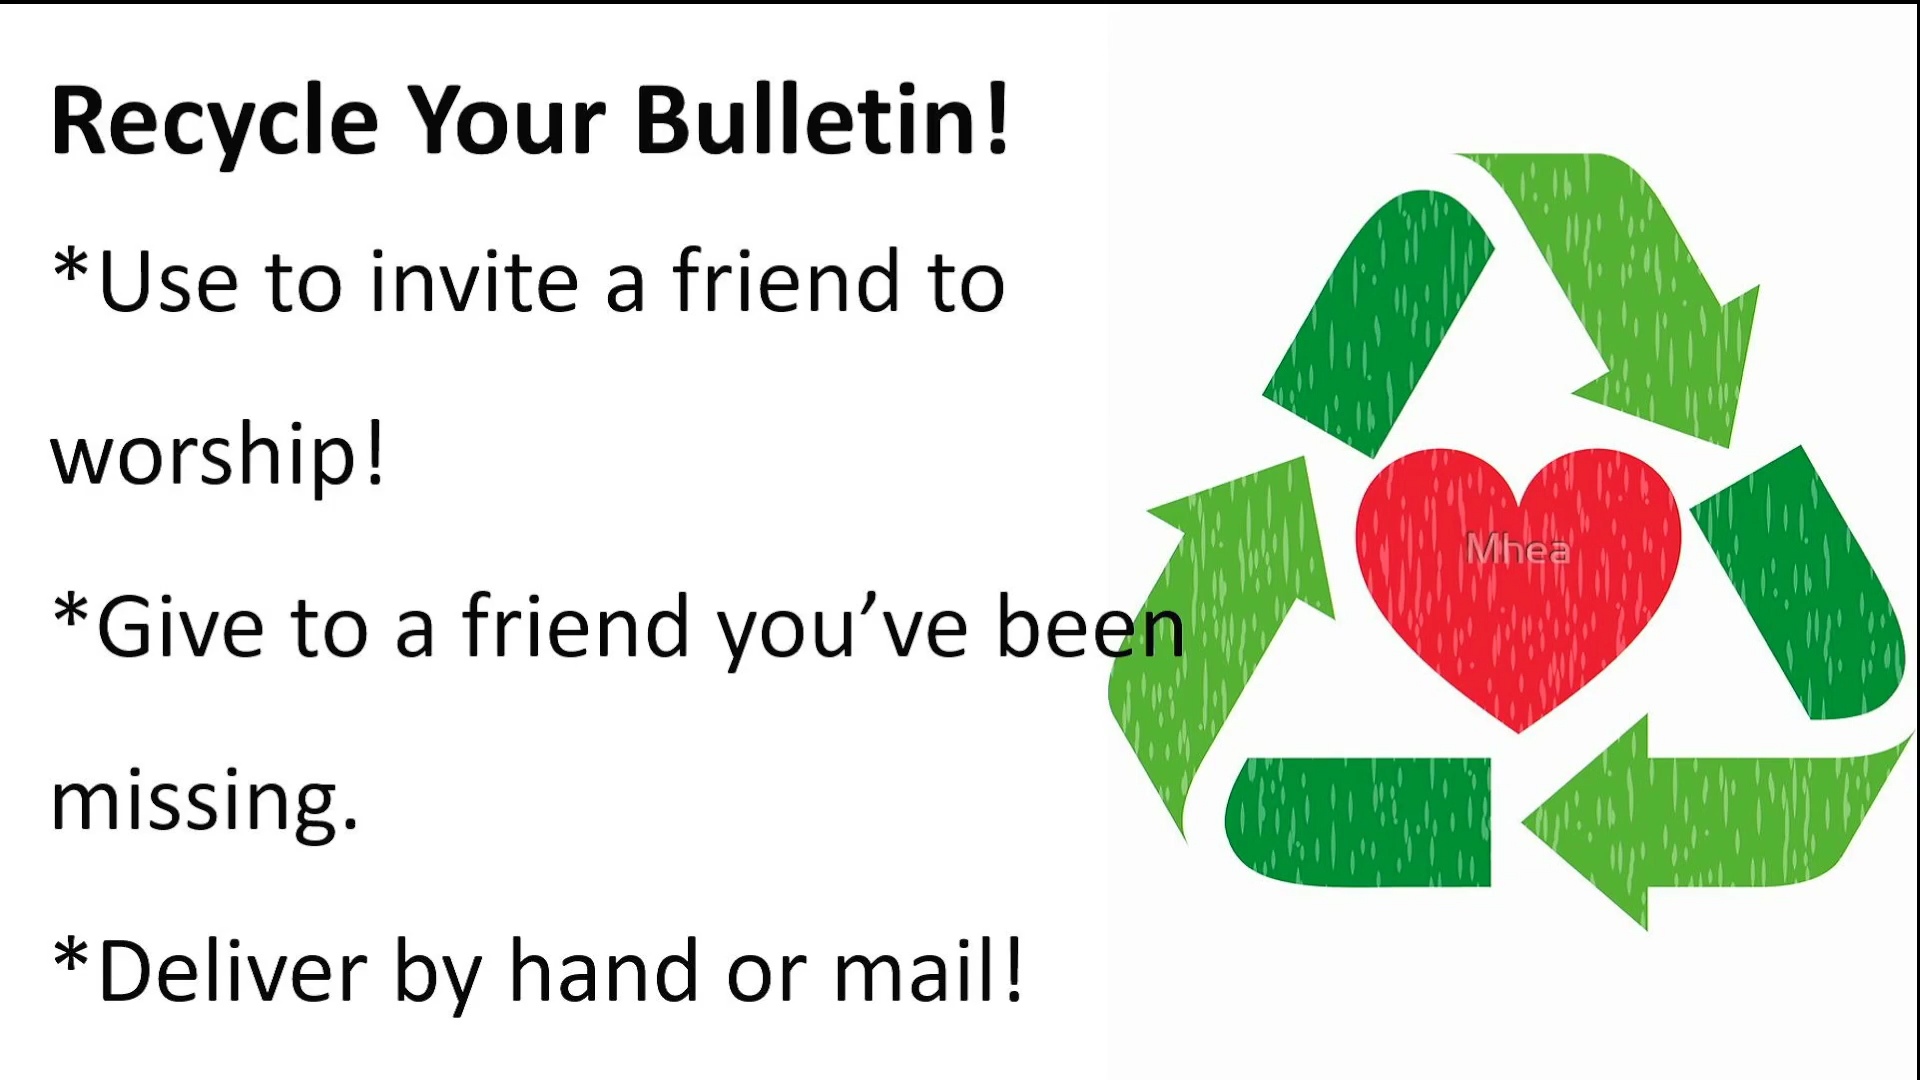 Recycle Your Bulletin!
*Use to invite a friend to
worship!
*Give to a friend you’ve been
missing.
*Deliver by hand or mail!
Mhea